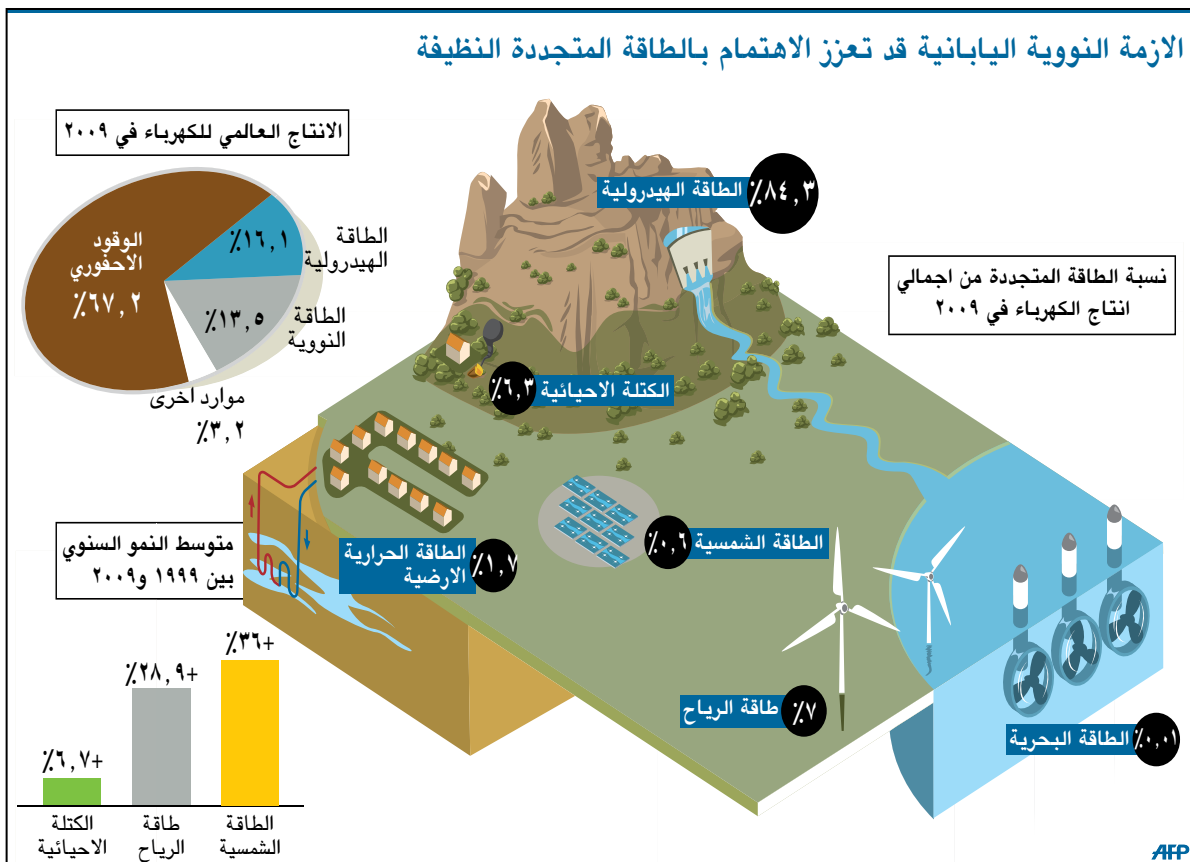 الازمة النووية اليابانية قد تعزز الاهتمام بالطاقة المتجددة النظيفة
الانتاج العالمي للكهرباء في ٢٠٠٩
الوقود
الاحفوري
٪٦٧,٢
٪١٦,١
الطاقة
الهيدرولية
٪١٣,٥
الطاقة
النووية
موارد اخرى
٪٣,٢
نسبة الطاقة المتجددة من اجمالي
انتاج الكهرباء في ٢٠٠٩
٪٨٤,٣
الطاقة الهيدرولية
الكتلة الاحيائية
٪٦,٣
الطاقة الشمسية
٪٠,٦
الطاقة الحرارية
الارضية
٪١,٧
طاقة الرياح
٪٧
الطاقة البحرية
٪٠,٠١
متوسط النمو السنوي
بين ١٩٩٩ و٢٠٠٩
٪٣٦+
٪٢٨,٩+
٪٦,٧+
الطاقة
الشمسية
طاقة
الرياح
الكتلة
الاحيائية
AFP